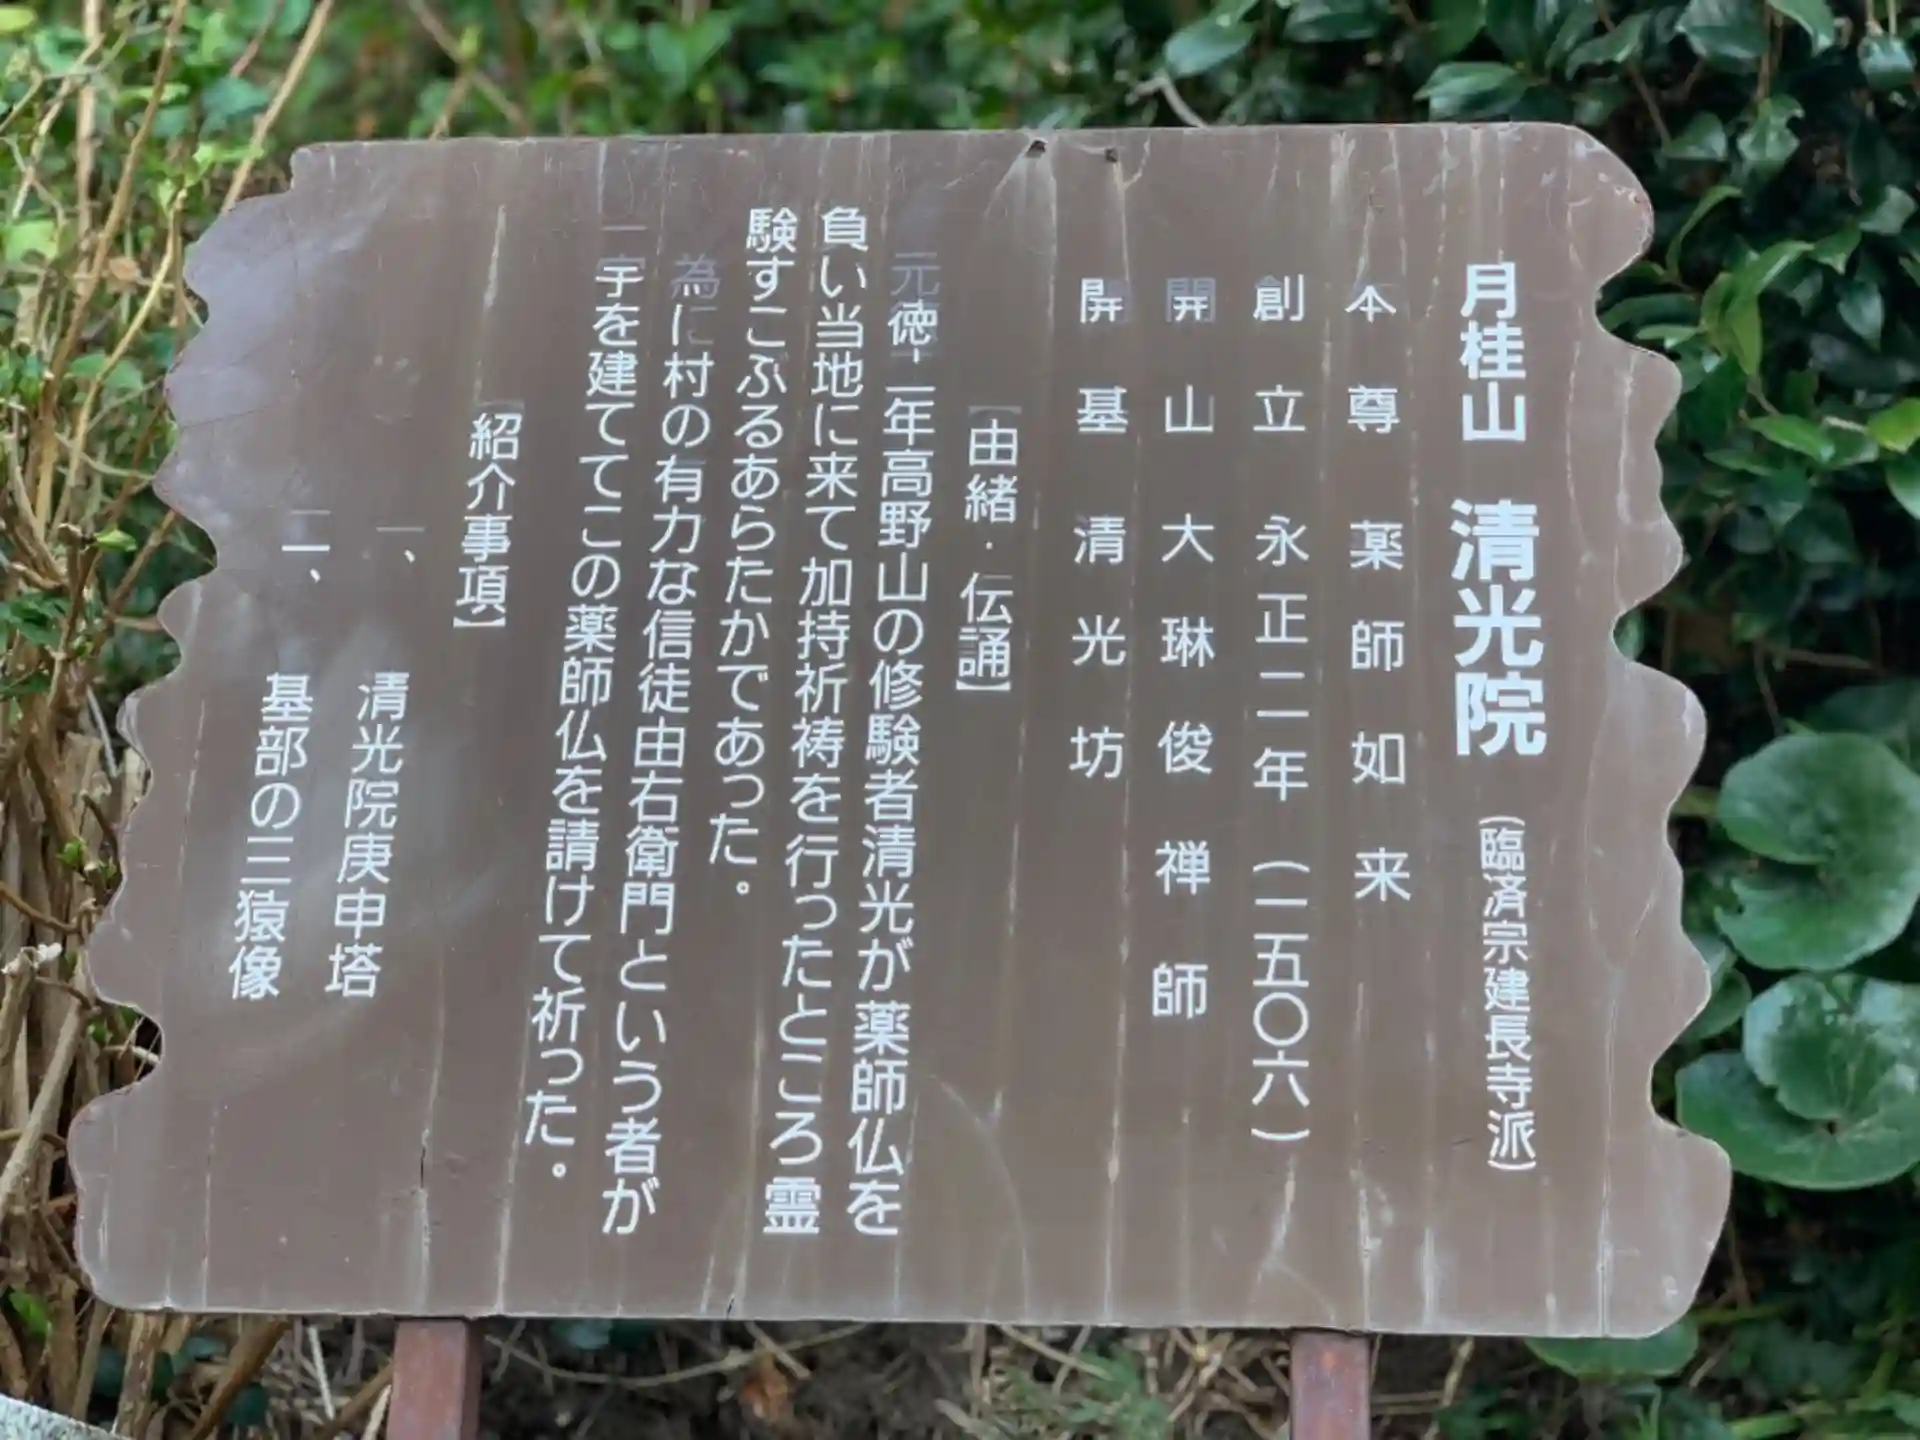 月桂山 清光院 (臨済宗建長寺派)
本尊 薬師如来
創立 永正三年(一五〇六)
開山 大琳俊禅師
開基 清光坊
【由緒・伝誦】
元徳三年高野山の修験者清光が薬師仏を
負い当地に来て加持祈祷を行ったところ霊
験すこぶるあらたかであった。
為に村の有力な信徒由右衛門という者が
一宇を建ててこの薬師仏を請けて祈った。
【紹介事項】
一、 清光院庚申塔
二、 基部の三猿像